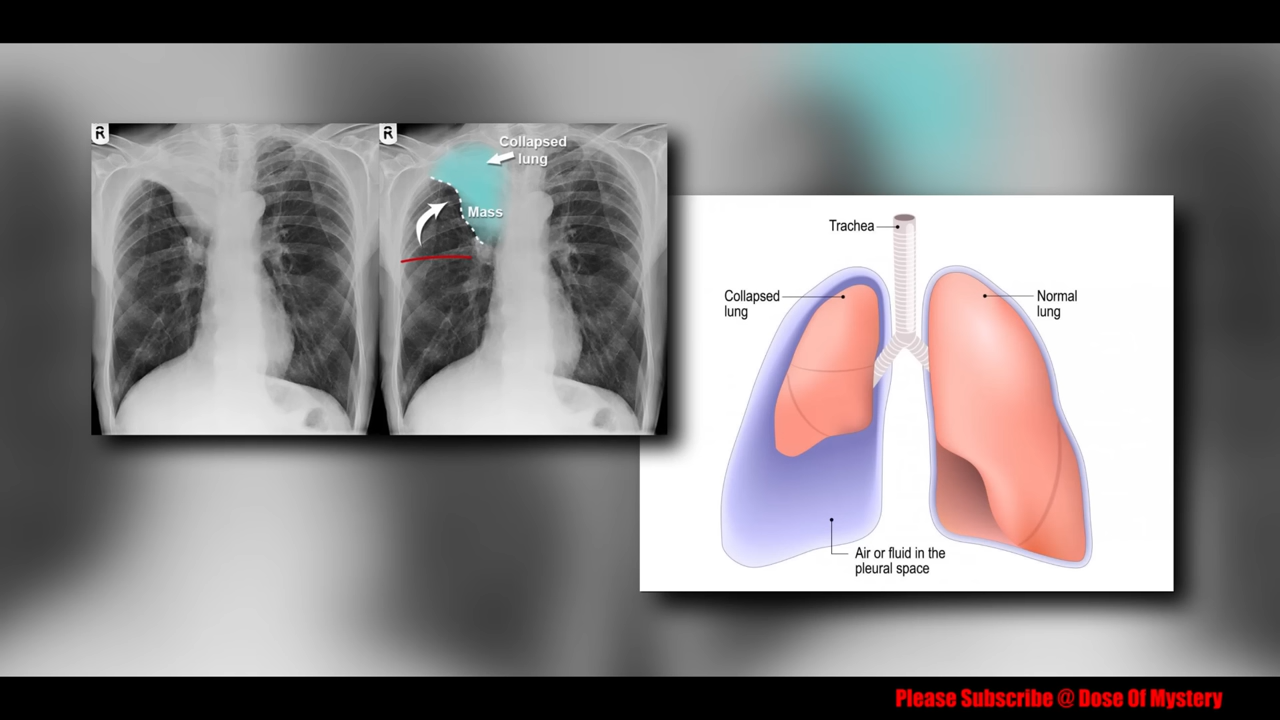 R
R
Collapsed
lung
Mass
Trachea
Collapsed
lung
Normal
lung
Air or fluid in the
pleural space
Please Subscribe @ Dose Of Mystery